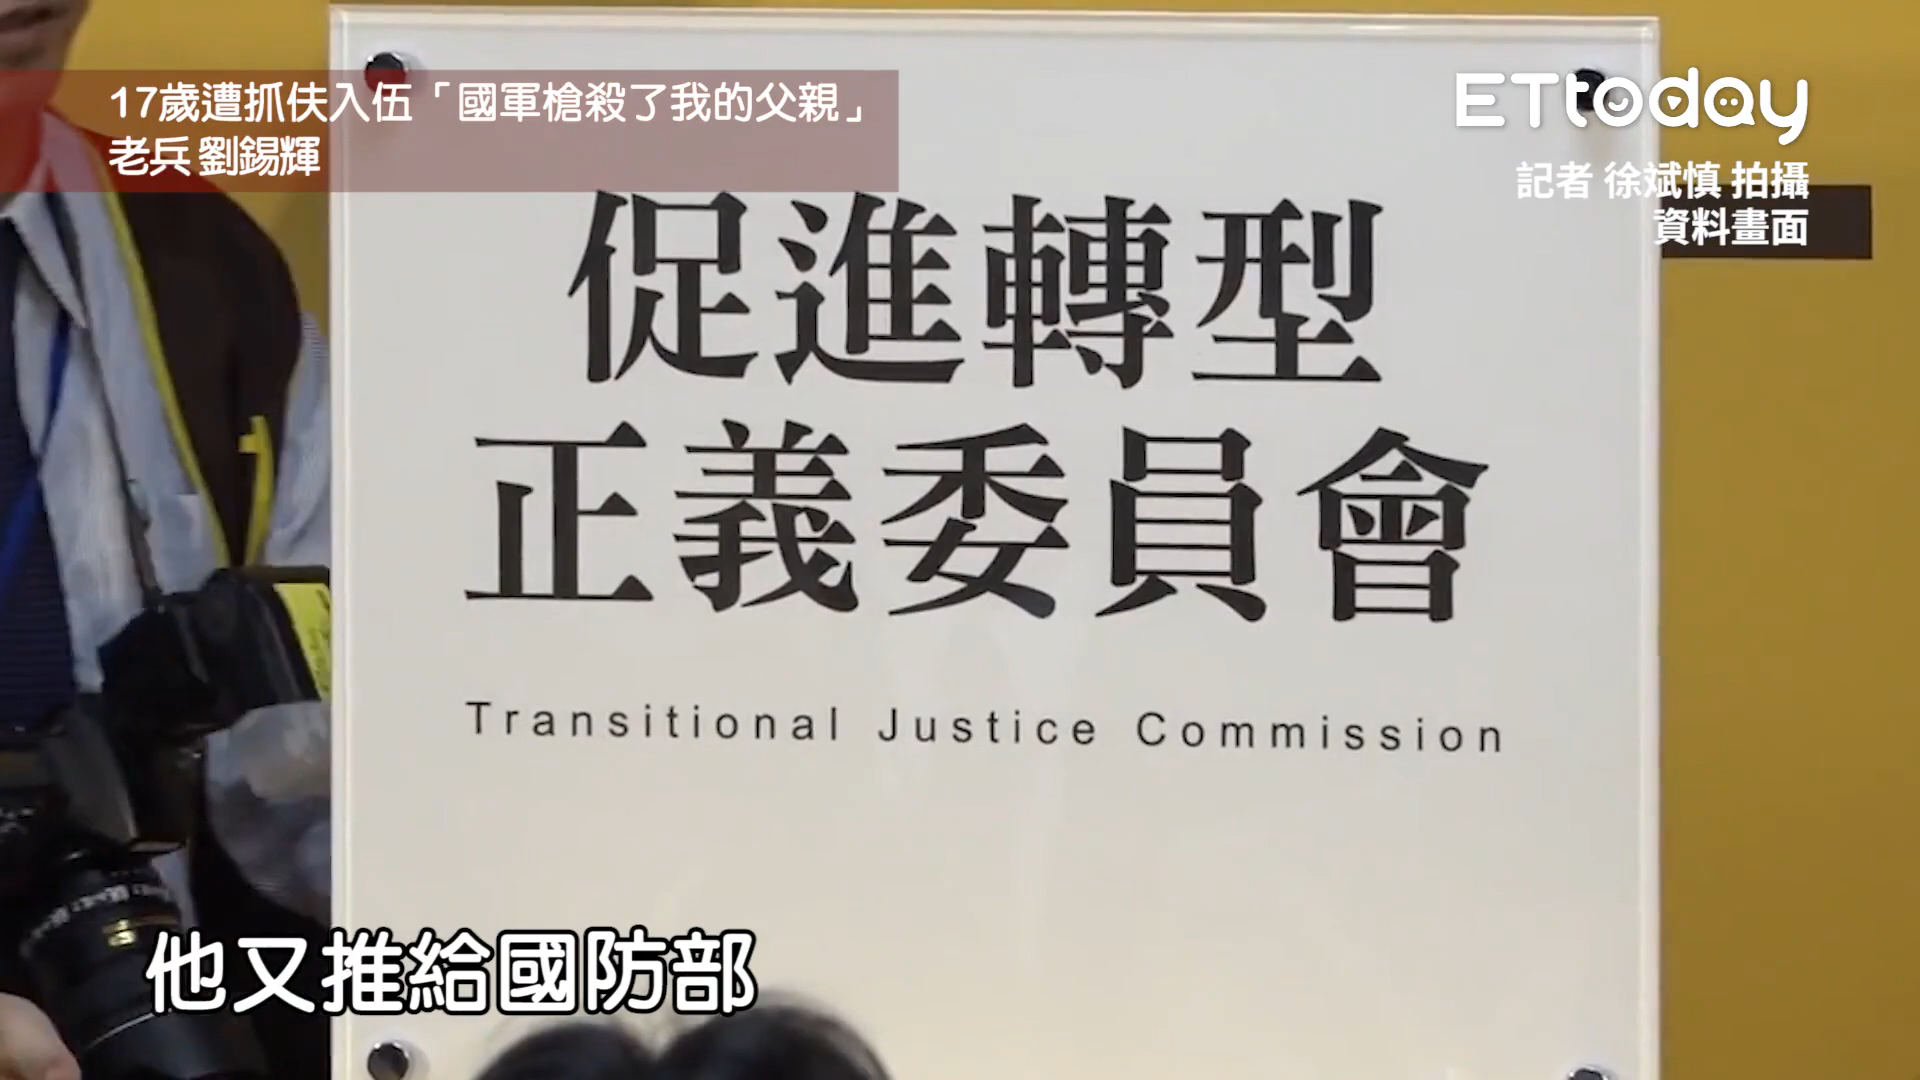 17歲遭抓伕入伍「國軍槍殺了我的父親」
老兵 劉錫輝
ETtoday
記者 徐斌慎 拍攝
資料畫面
促進轉型
正義委員會
Transitional Justice Commission
他又推給國防部